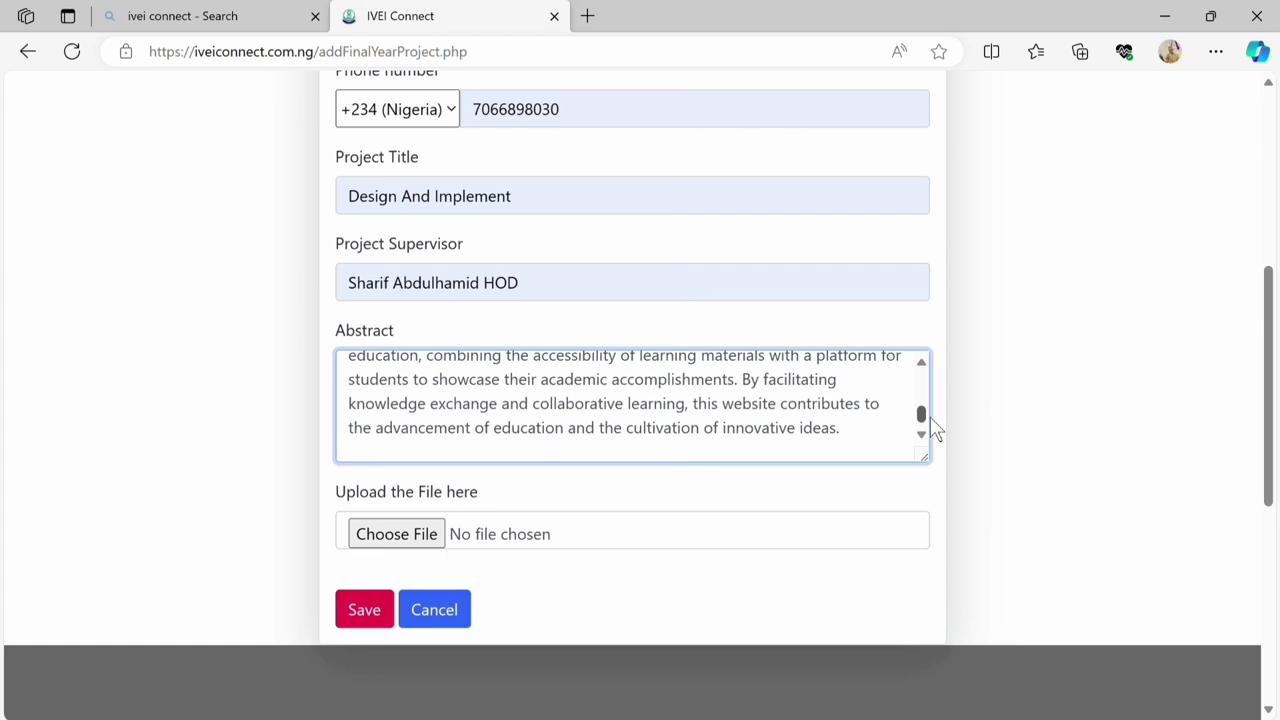 ivei connect - Search
IVEI Connect
https://iveiconnect.com.ng/addFinalYearProject.php
Phone number
+234 (Nigeria)
7066898030
Project Title
Design And Implement
Project Supervisor
Sharif Abdulhamid HOD
Abstract
education, combining the accessibility of learning materials with a platform for
students to showcase their academic accomplishments. By facilitating
knowledge exchange and collaborative learning, this website contributes to
the advancement of education and the cultivation of innovative ideas.
Upload the File here
Choose File No file chosen
Save Cancel